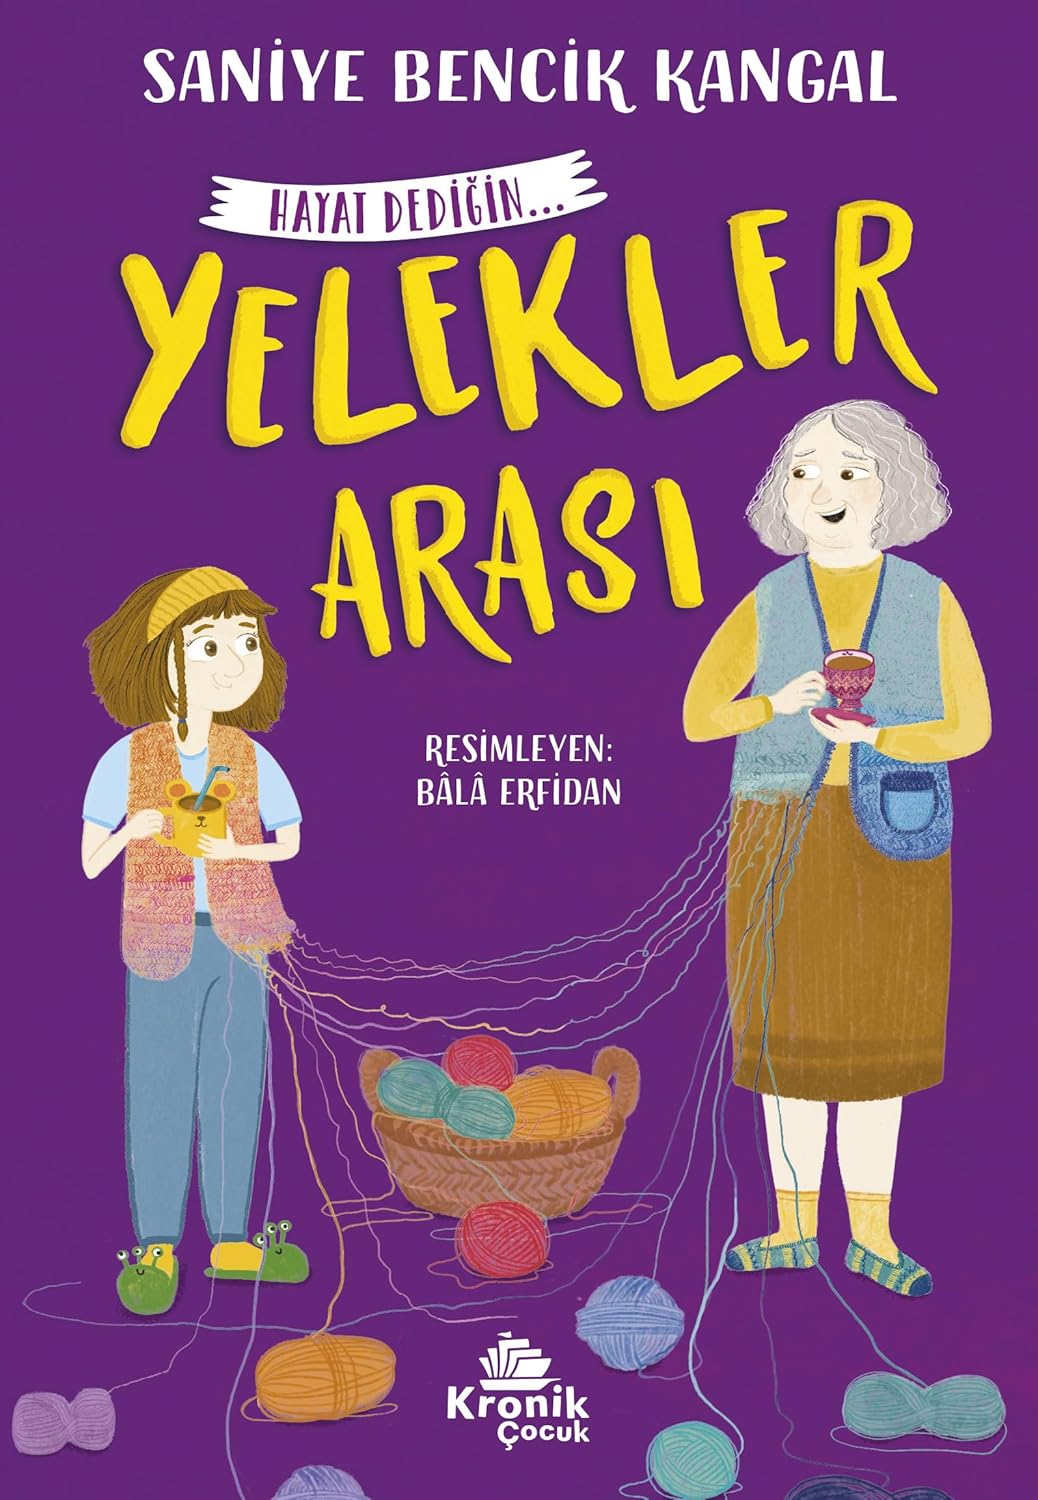 SANİYE BENCİK KANGAL
HAYAT DEDİĞİN...
YELEKLER
ARASI
RESİMLEYEN:
BÂLÂ ERFİDAN
Kronik
Çocuk